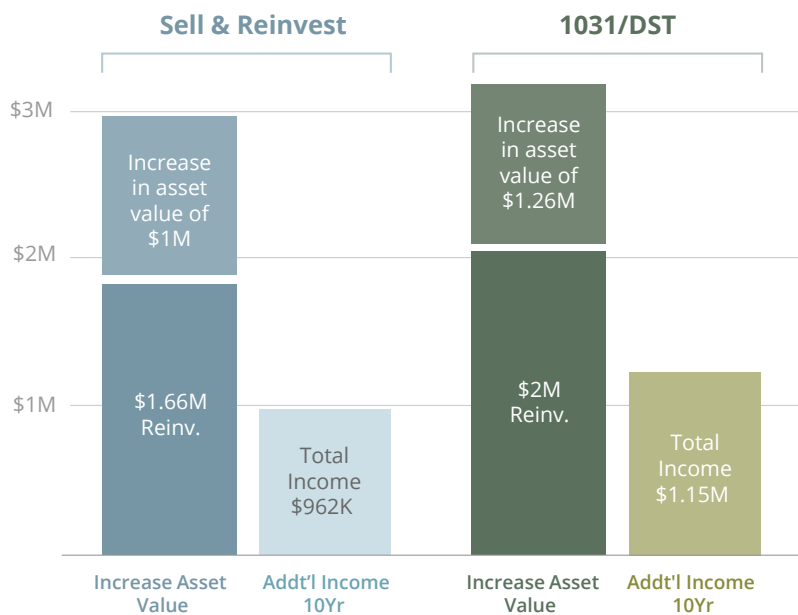 Sell & Reinvest
1031/DST
$3M
$2M
$1M
Increase
in asset
value of
$1M
$1.66M
Reinv.
Total
Income
$962K
Increase
in asset
value of
$1.26M
$2M
Reinv.
Total
Income
$1.15M
Increase Asset
Value
Addt’l Income
10Yr
Increase Asset
Value
Addt'l Income
10Yr